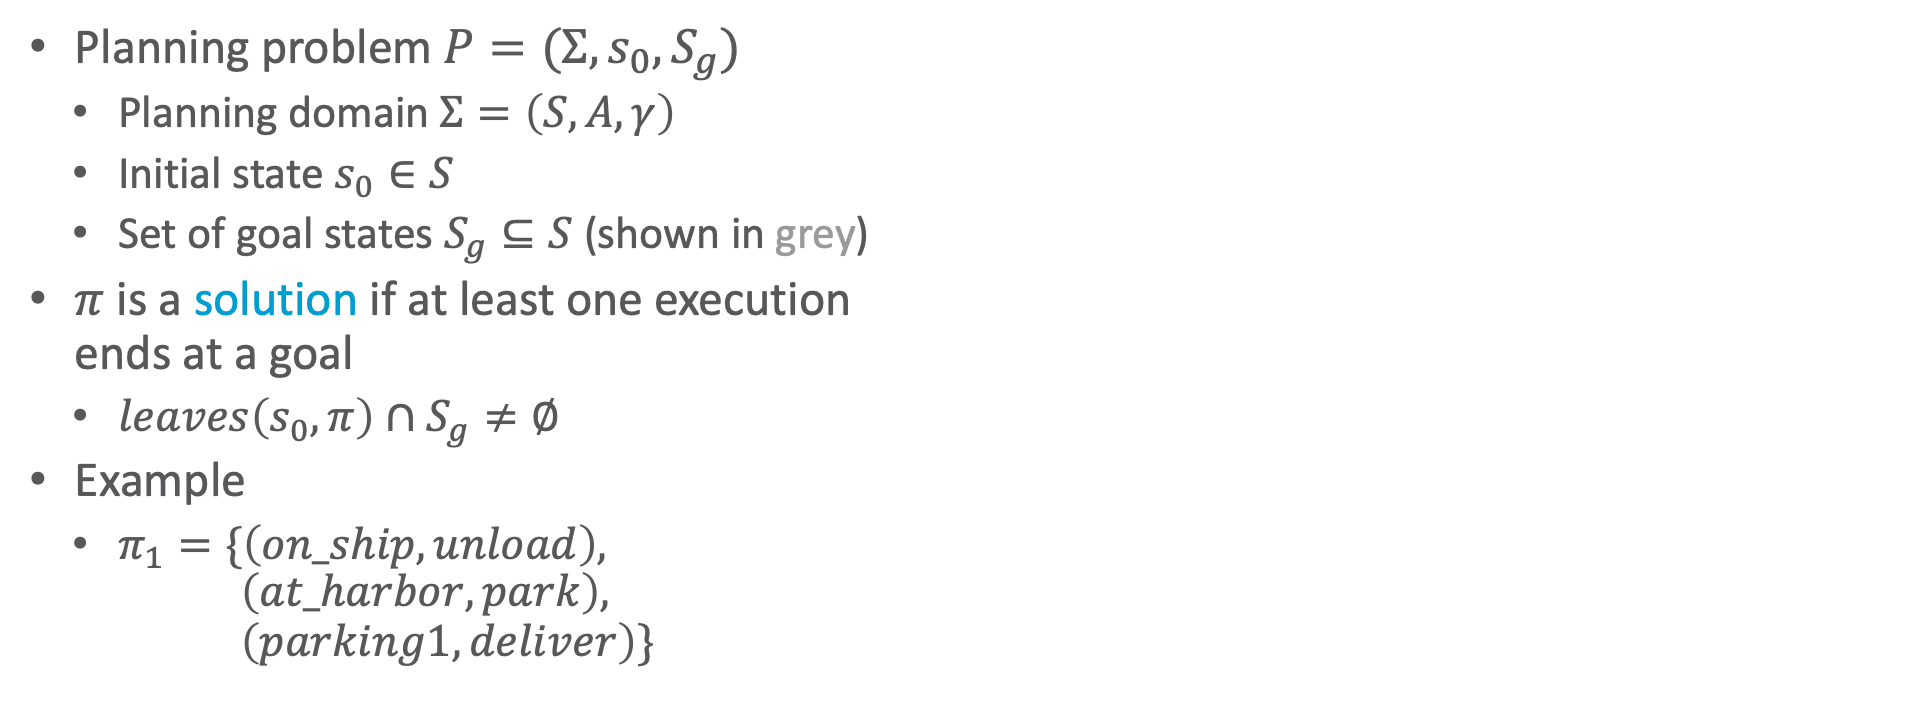 • Planning problem 𝑃 = (Σ, 𝑠₀, 𝑆_𝑔)
• Planning domain Σ = (𝑆, 𝐴, 𝛾)
• Initial state 𝑠₀ ∈ 𝑆
• Set of goal states 𝑆_𝑔 ⊆ 𝑆 (shown in grey)
• 𝜋 is a solution if at least one execution
ends at a goal
• 𝑙𝑒𝑎𝑣𝑒𝑠(𝑠₀, 𝜋) ∩ 𝑆_𝑔 ≠ ∅
• Example
• 𝜋₁ = {(𝑜𝑛_𝑠ℎ𝑖𝑝, 𝑢𝑛𝑙𝑜𝑎𝑑),
(𝑎𝑡_ℎ𝑎𝑟𝑏𝑜𝑟, 𝑝𝑎𝑟𝑘),
(𝑝𝑎𝑟𝑘𝑖𝑛𝑔1, 𝑑𝑒𝑙𝑖𝑣𝑒𝑟)}